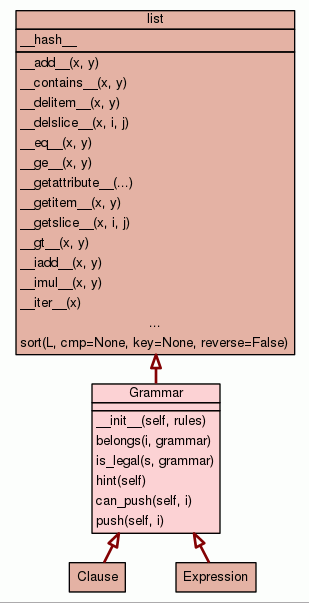 list
__hash__
__add__(x, y)
__contains__(x, y)
__delitem__(x, y)
__delslice__(x, i, j)
__eq__(x, y)
__ge__(x, y)
__getattribute__(...)
__getitem__(x, y)
__getslice__(x, i, j)
__gt__(x, y)
__iadd__(x, y)
__imul__(x, y)
__iter__(x)
...
sort(L, cmp=None, key=None, reverse=False)
Grammar
__init__(self, rules)
belongs(i, grammar)
is_legal(s, grammar)
hint(self)
can_push(self, i)
push(self, i)
Clause
Expression